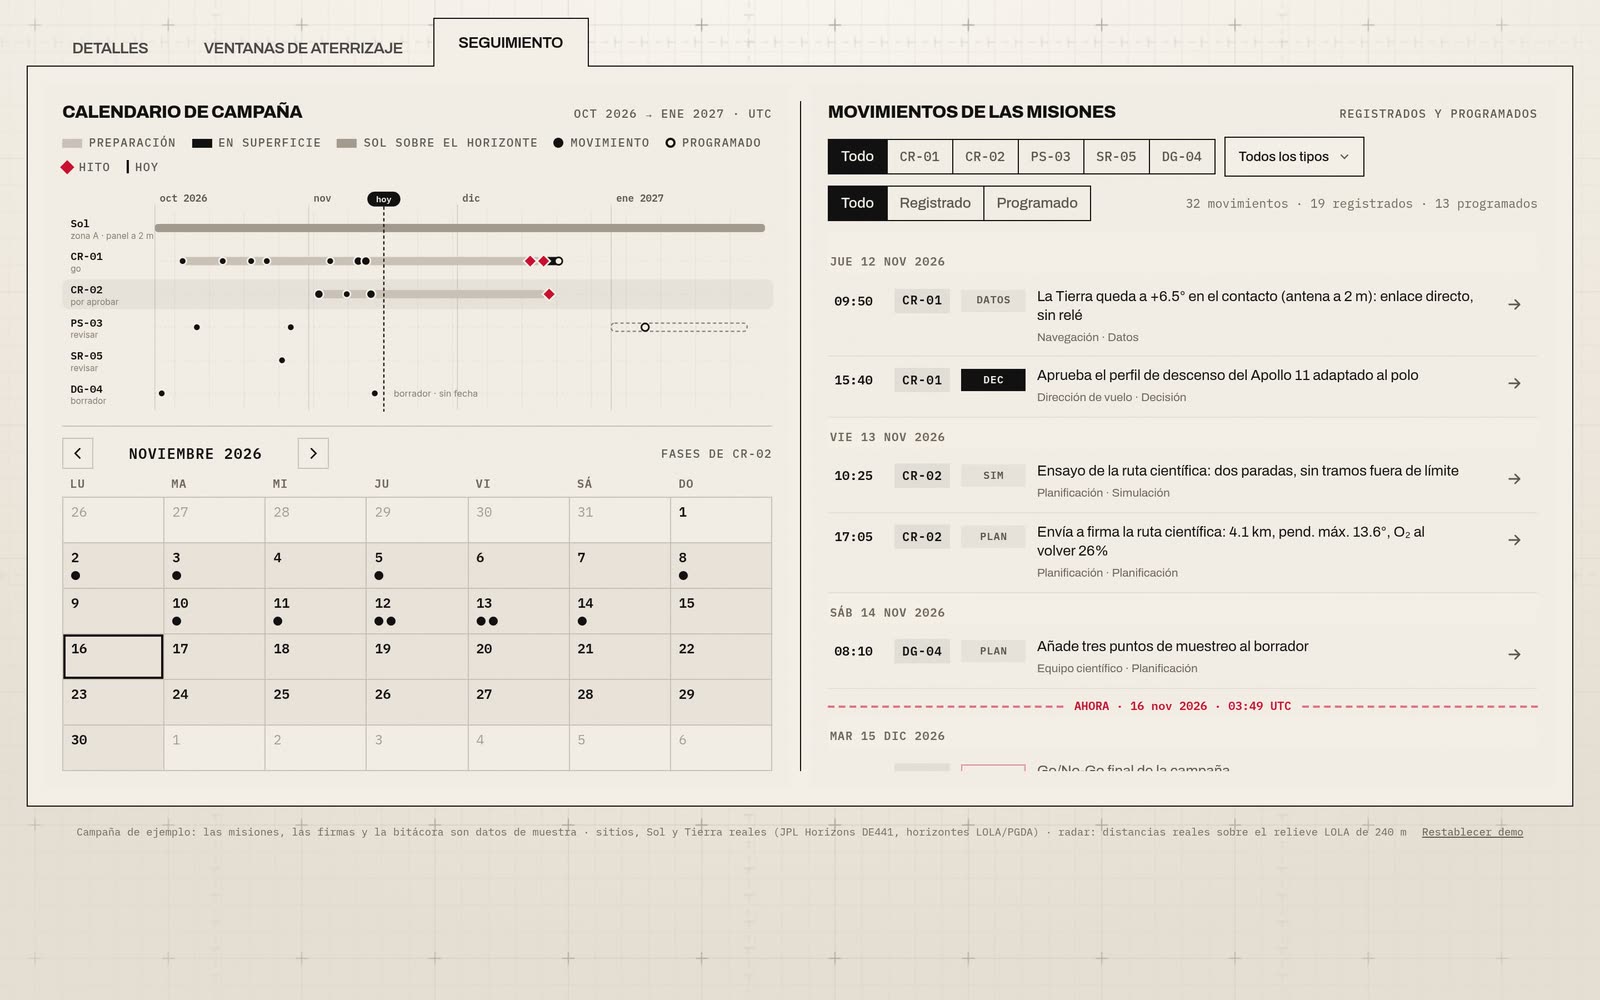 DETALLES
VENTANAS DE ATERRIZAJE
SEGUIMIENTO
CALENDARIO DE CAMPAÑA
OCT 2026 → ENE 2027 · UTC
PREPARACIÓN
EN SUPERFICIE
SOL SOBRE EL HORIZONTE
MOVIMIENTO
PROGRAMADO
HITO
HOY
oct 2026
nov
hoy
dic
ene 2027
Sol
zona A · panel a 2 m
CR-01
go
CR-02
por aprobar
PS-03
revisar
SR-05
revisar
DG-04
borrador
borrador · sin fecha
NOVIEMBRE 2026
FASES DE CR-02
LU MA MI JU VI SÁ DO
26 27 28 29 30 31 1
2 3 4 5 6 7 8
9 10 11 12 13 14 15
16 17 18 19 20 21 22
23 24 25 26 27 28 29
30 1 2 3 4 5 6
MOVIMIENTOS DE LAS MISIONES
REGISTRADOS Y PROGRAMADOS
Todo CR-01 CR-02 PS-03 SR-05 DG-04
Todos los tipos
Todo Registrado Programado
32 movimientos · 19 registrados · 13 programados
JUE 12 NOV 2026
09:50 CR-01 DATOS La Tierra queda a +6.5° en el contacto (antena a 2 m): enlace directo,
sin relé
Navegación · Datos
15:40 CR-01 DEC Aprueba el perfil de descenso del Apollo 11 adaptado al polo
Dirección de vuelo · Decisión
VIE 13 NOV 2026
10:25 CR-02 SIM Ensayo de la ruta científica: dos paradas, sin tramos fuera de límite
Planificación · Simulación
17:05 CR-02 PLAN Envía a firma la ruta científica: 4.1 km, pend. máx. 13.6°, O₂ al
volver 26%
Planificación · Planificación
SÁB 14 NOV 2026
08:10 DG-04 PLAN Añade tres puntos de muestreo al borrador
Equipo científico · Planificación
AHORA · 16 nov 2026 · 03:49 UTC
MAR 15 DIC 2026
Go/No-Go final de la campaña
Campaña de ejemplo: las misiones, las firmas y la bitácora son datos de muestra · sitios, Sol y Tierra reales (JPL Horizons DE441, horizontes LOLA/PGDA) · radar: distancias reales sobre el relieve LOLA de 240 m
Restablecer demo